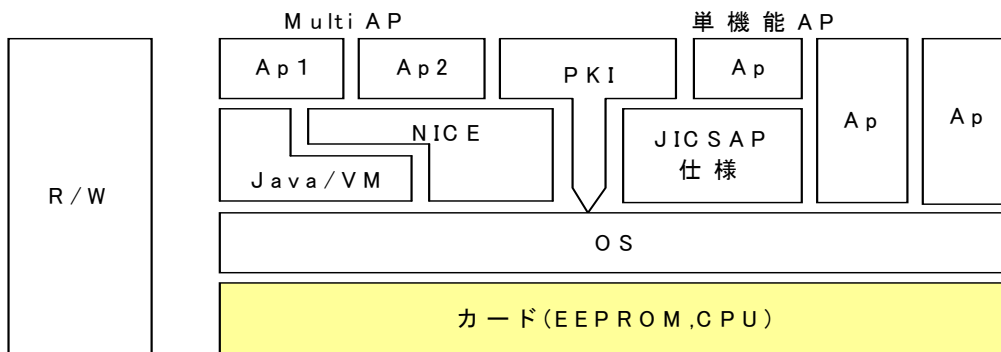 Multi AP
単機能AP
Ap1
Ap2
PKI
Ap
Ap
Ap
NICE
JICSAP
仕様
Java/VM
R/W
OS
カード(EEPROM,CPU)